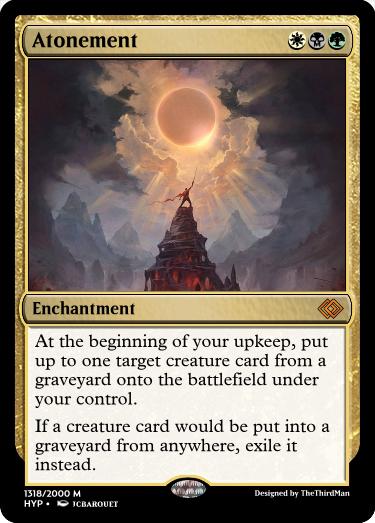 Atonement
Enchantment
At the beginning of your upkeep, put
up to one target creature card from a
graveyard onto the battlefield under
your control.
If a creature card would be put into a
graveyard from anywhere, exile it
instead.
1318/2000 M
HYP • JCBAROUET
Designed by TheThirdMan